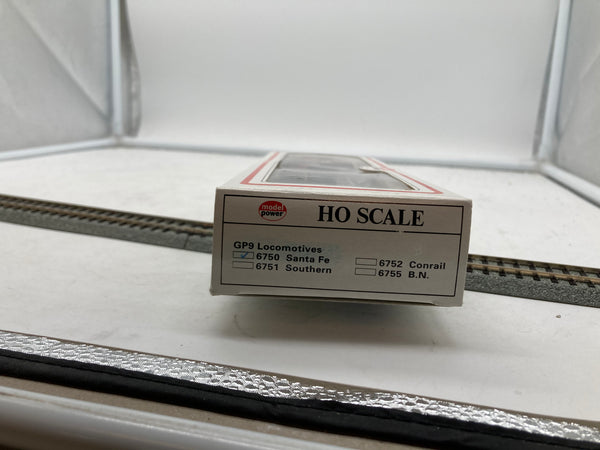 model
power
HO SCALE
GP9 Locomotives
6750 Santa Fe
6751 Southern
6752 Conrail
6755 B.N.